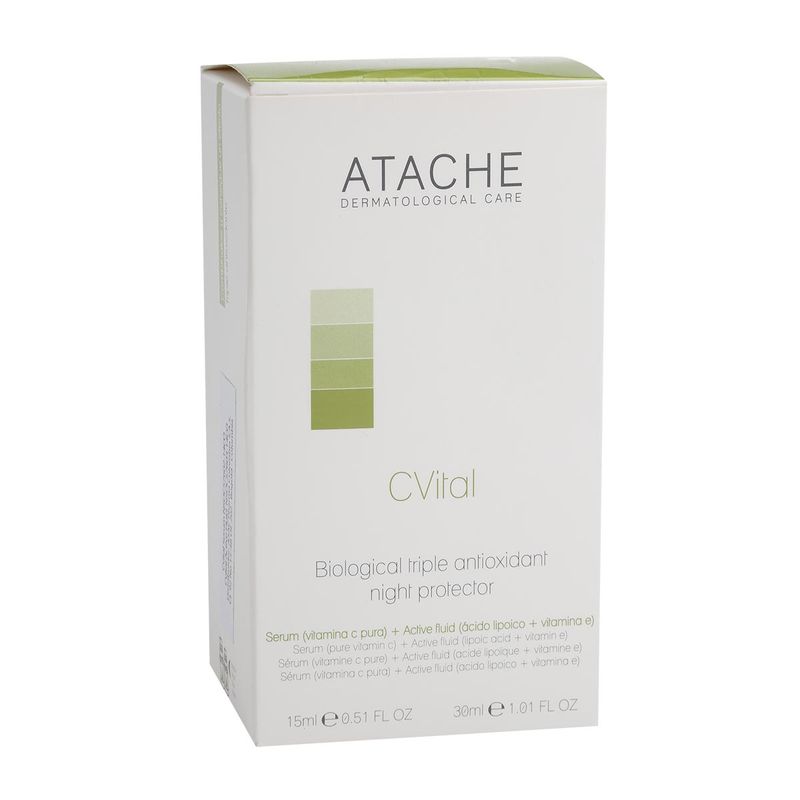 ATACHE
DERMATOLOGICAL CARE
CVital
Biological triple antioxidant
night protector
Serum (vitamina c pura) + Active fluid (ácido lipoico + vitamina e)
Serum (pure vitamin c) + Active fluid (lipoic acid + vitamin e)
Sérum (vitamine c pure) + Active fluid (acide lipoique + vitamine e)
Sérum (vitamina c pura) + Active fluid (acido lipoico + vitamina e)
15ml ℮ 0.51 FL OZ 30ml ℮ 1.01 FL OZ